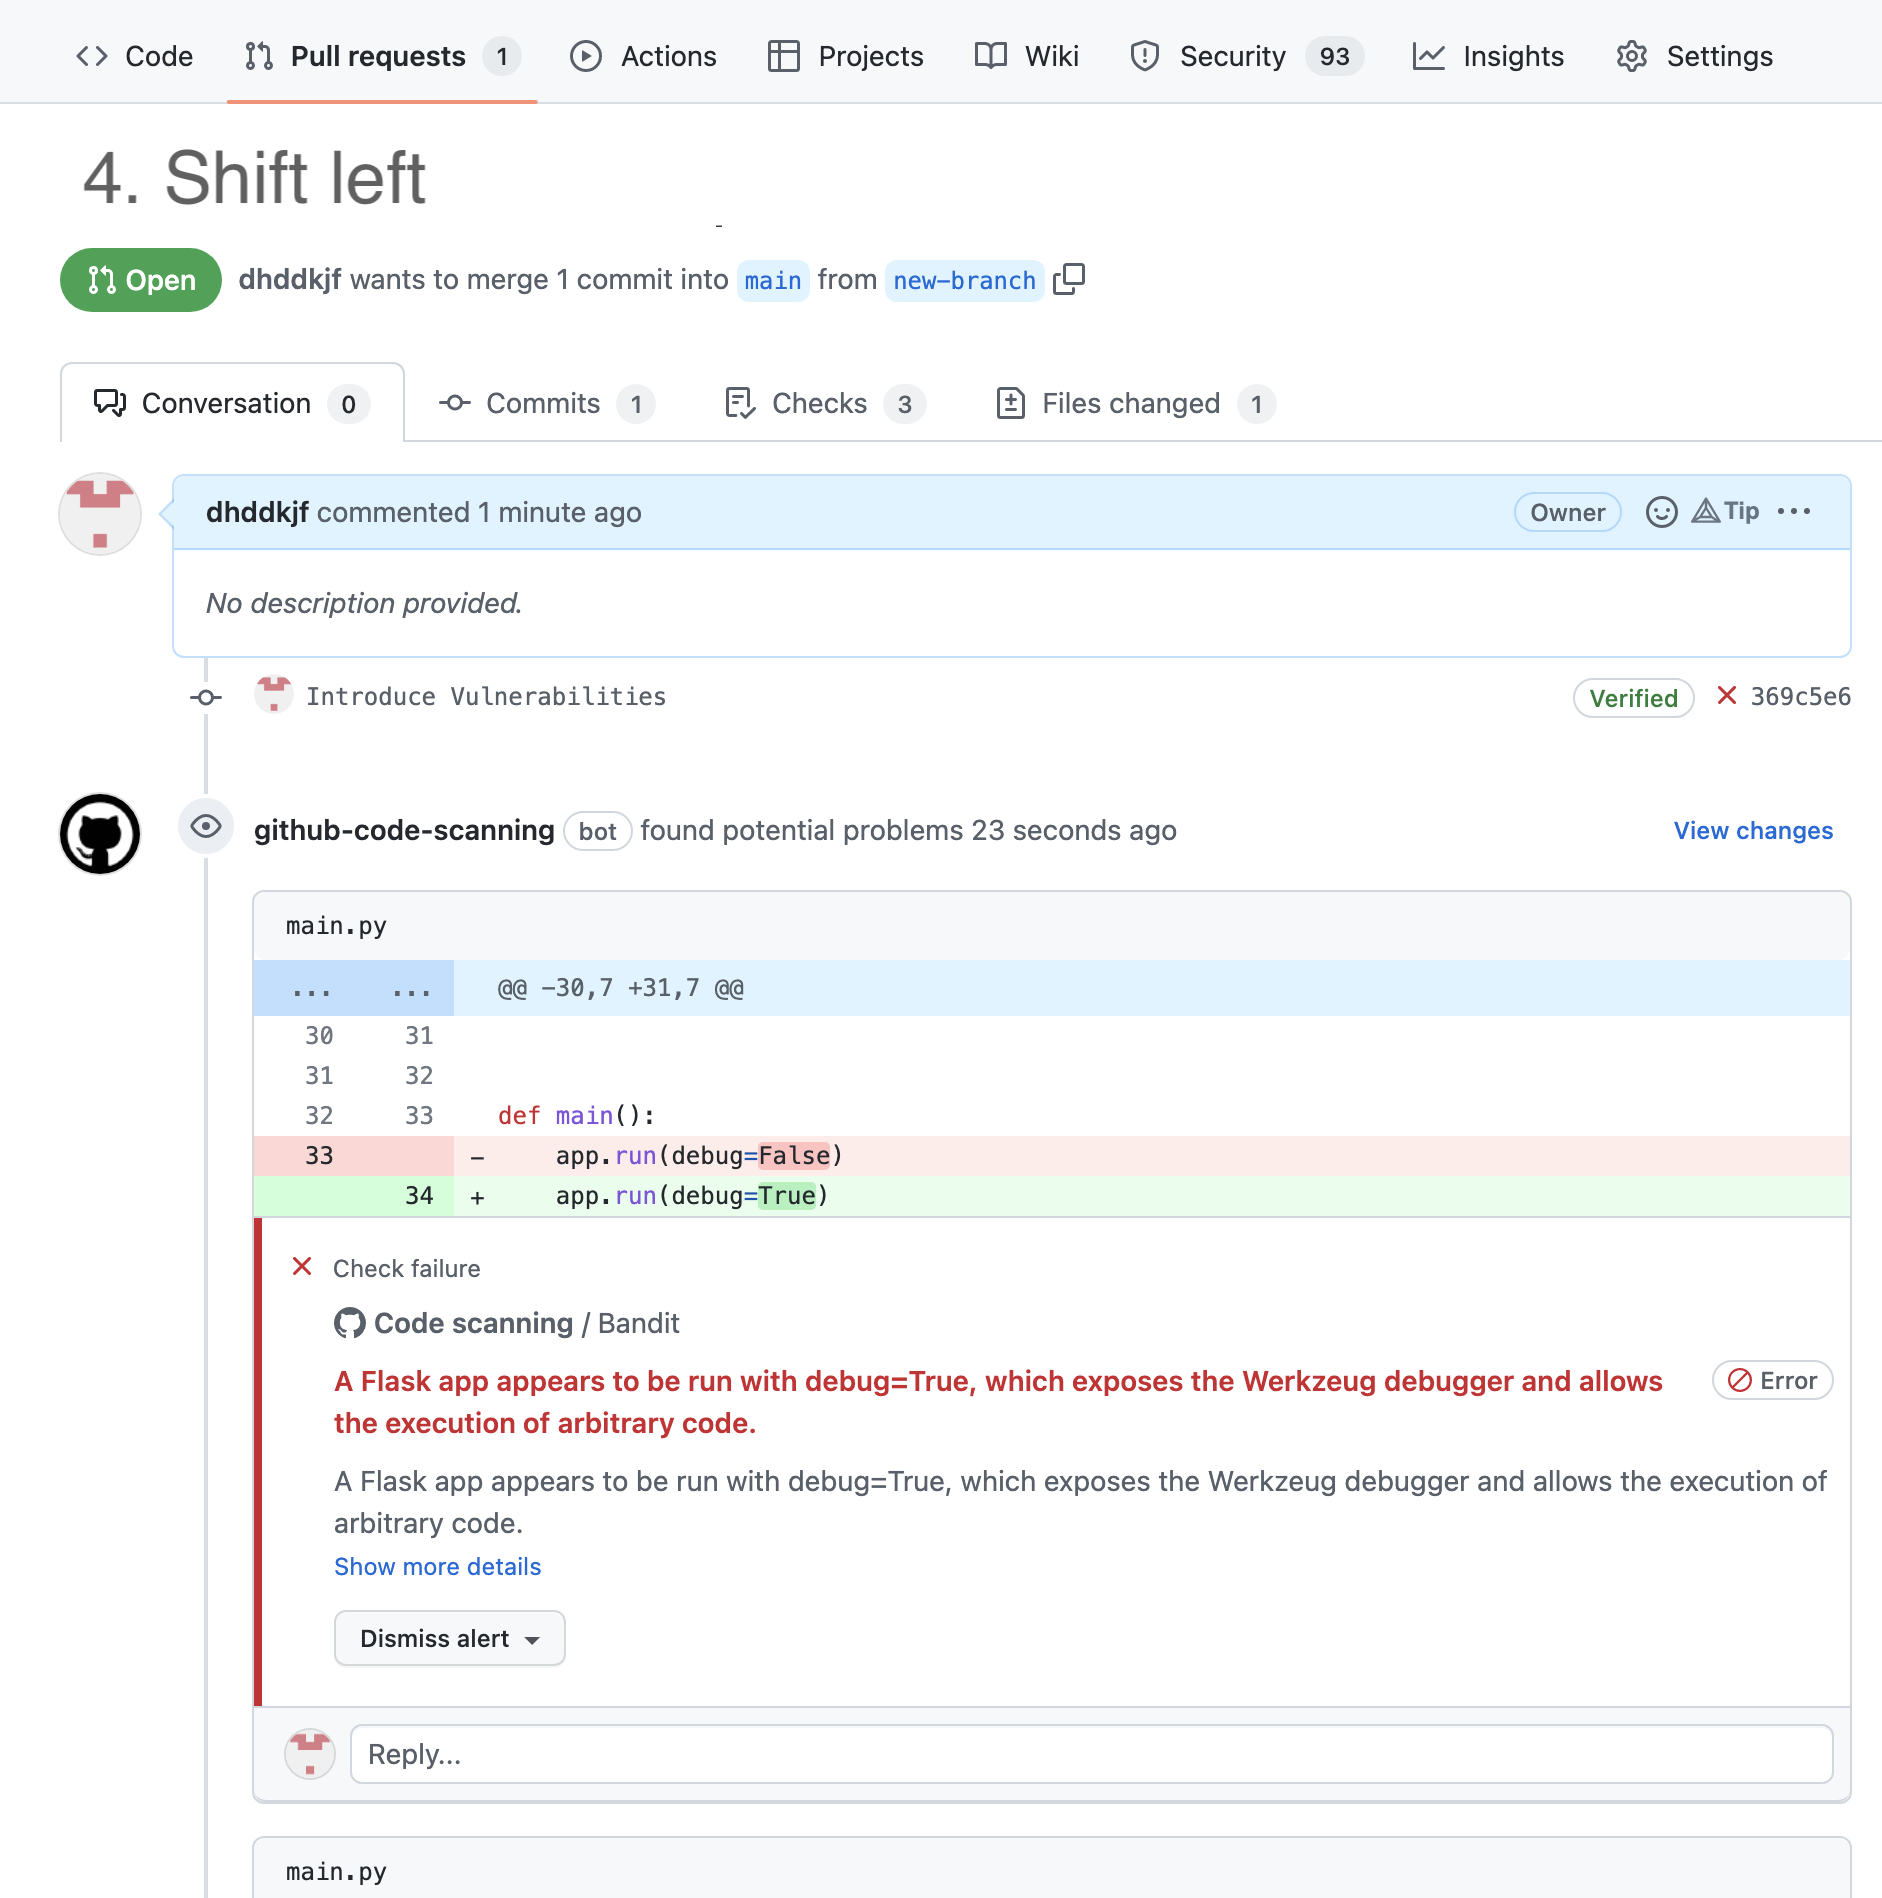 Code Pull requests 1 Actions Projects Wiki Security 93 Insights Settings
4. Shift left
-
Open dhddkjf wants to merge 1 commit into main from new-branch
Conversation 0 Commits 1 Checks 3 Files changed 1
dhddkjf commented 1 minute ago Owner Tip ...
No description provided.
Introduce Vulnerabilities Verified 369c5e6
github-code-scanning bot found potential problems 23 seconds ago View changes
main.py
... ... @@ -30,7 +31,7 @@
30 31
31 32
32 33 def main():
33 - app.run(debug=False)
34 + app.run(debug=True)
Check failure
Code scanning / Bandit
A Flask app appears to be run with debug=True, which exposes the Werkzeug debugger and allows Error
the execution of arbitrary code.
A Flask app appears to be run with debug=True, which exposes the Werkzeug debugger and allows the execution of
arbitrary code.
Show more details
Dismiss alert
Reply...
main.py